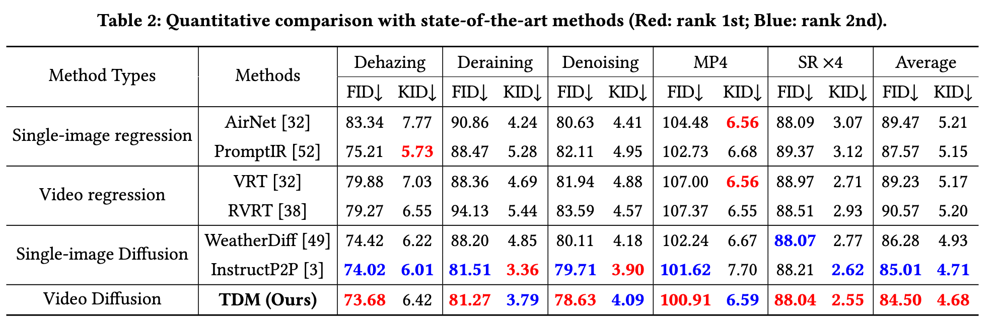 Table 2: Quantitative comparison with state-of-the-art methods (Red: rank 1st; Blue: rank 2nd).
Method Types Methods Dehazing Deraining Denoising MP4 SR ×4 Average
FID↓ KID↓ FID↓ KID↓ FID↓ KID↓ FID↓ KID↓ FID↓ KID↓ FID↓ KID↓
Single-image regression AirNet [32] 83.34 7.77 90.86 4.24 80.63 4.41 104.48 6.56 88.09 3.07 89.47 5.21
PromptIR [52] 75.21 5.73 88.47 5.28 82.11 4.95 102.73 6.68 89.37 3.12 87.57 5.15
Video regression VRT [32] 79.88 7.03 88.36 4.69 81.94 4.88 107.00 6.56 88.97 2.71 89.23 5.17
RVRT [38] 79.27 6.55 94.13 5.44 83.59 4.57 107.37 6.55 88.51 2.93 90.57 5.20
Single-image Diffusion WeatherDiff [49] 74.42 6.22 88.20 4.85 80.11 4.18 102.24 6.67 88.07 2.77 86.28 4.93
InstructP2P [3] 74.02 6.01 81.51 3.36 79.71 3.90 101.62 7.70 88.21 2.62 85.01 4.71
Video Diffusion TDM (Ours) 73.68 6.42 81.27 3.79 78.63 4.09 100.91 6.59 88.04 2.55 84.50 4.68